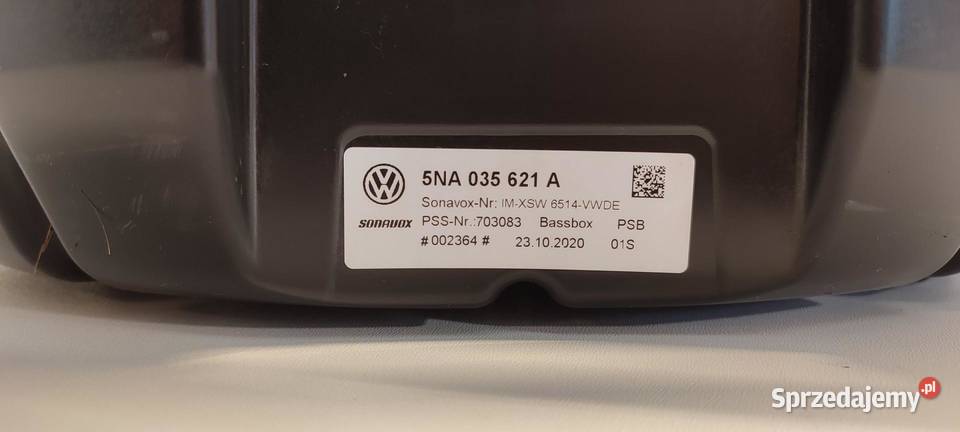 5NA 035 621 A
Sonavox-Nr: IM-XSW 6514-VWDE
SONAVOX PSS-Nr.:703083 Bassbox PSB
#002364# 23.10.2020 01S
Sprzedajemy.pl